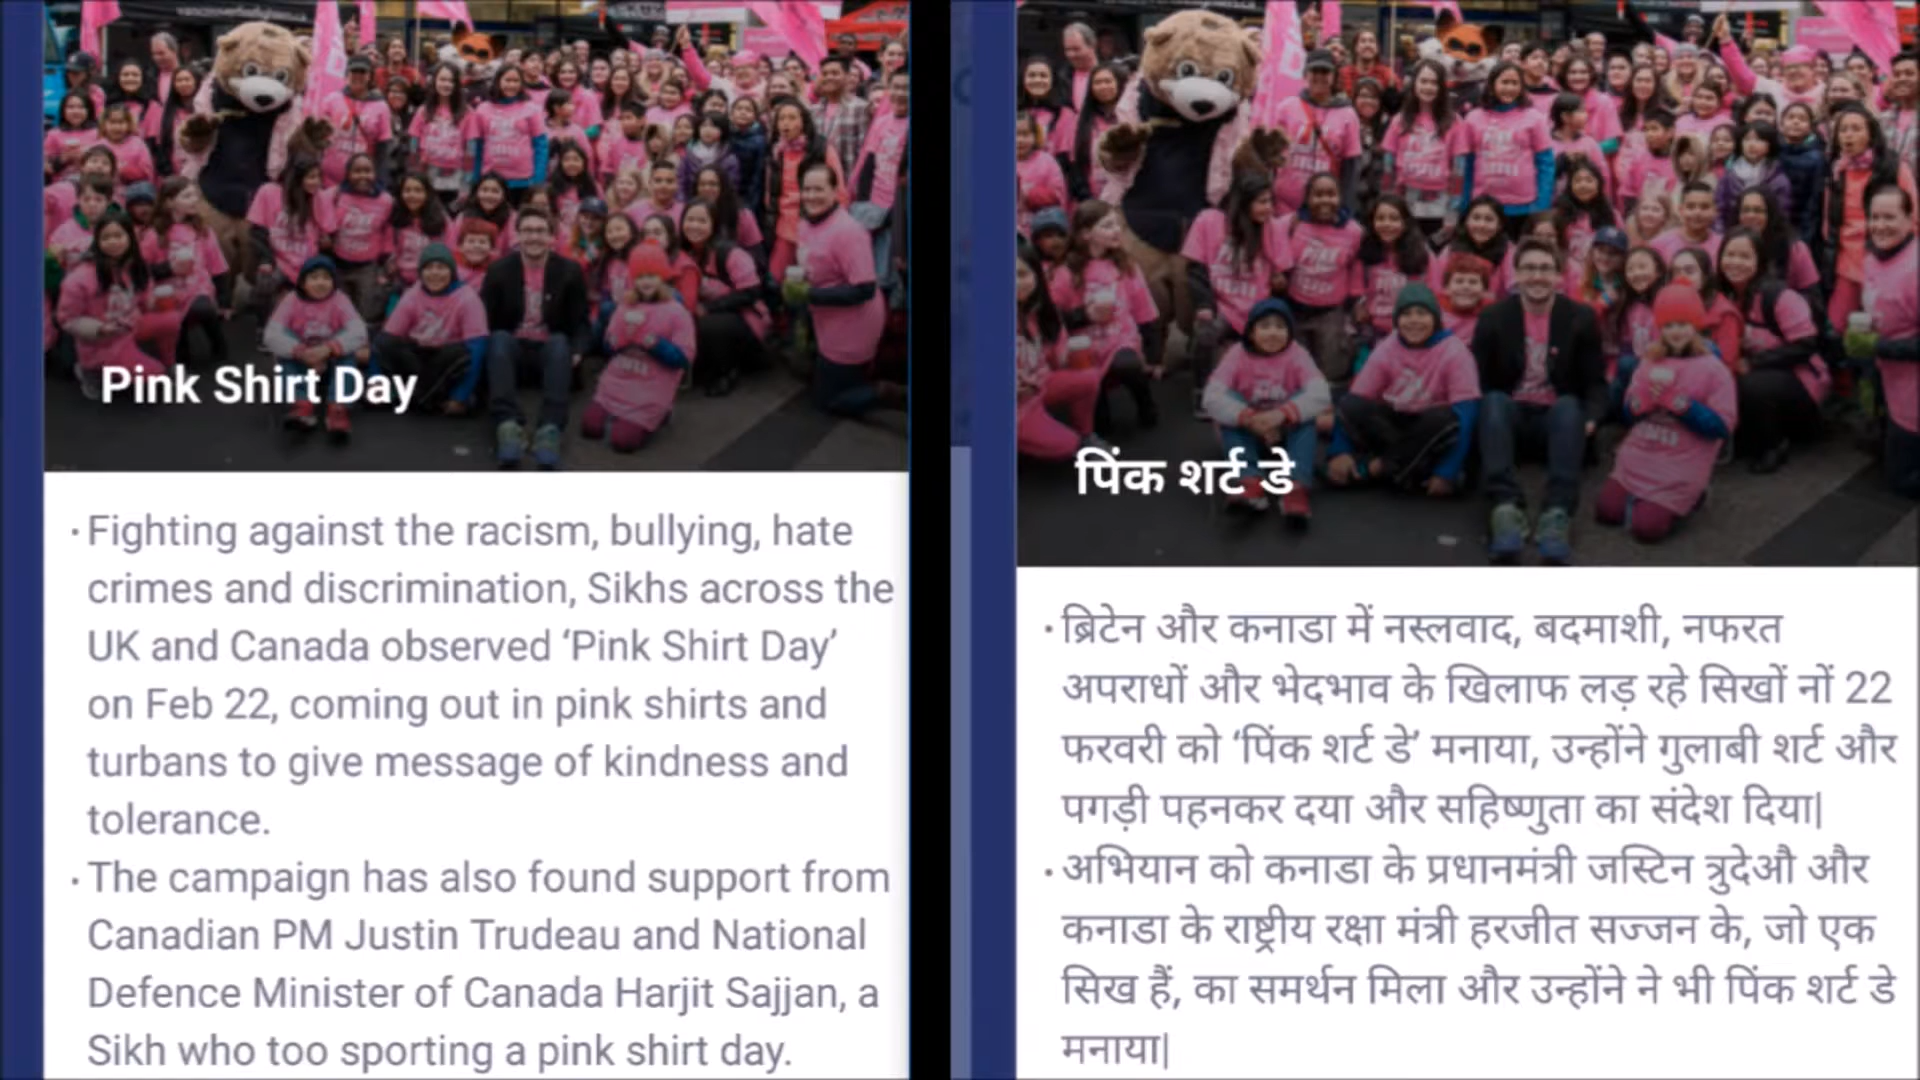 Pink Shirt Day
· Fighting against the racism, bullying, hate
crimes and discrimination, Sikhs across the
UK and Canada observed ‘Pink Shirt Day’
on Feb 22, coming out in pink shirts and
turbans to give message of kindness and
tolerance.
· The campaign has also found support from
Canadian PM Justin Trudeau and National
Defence Minister of Canada Harjit Sajjan, a
Sikh who too sporting a pink shirt day.
पिंक शर्ट डे
· ब्रिटेन और कनाडा में नस्लवाद, बदमाशी, नफरत
अपराधों और भेदभाव के खिलाफ लड़ रहे सिखों नों 22
फरवरी को ‘पिंक शर्ट डे’ मनाया, उन्होंने गुलाबी शर्ट और
पगड़ी पहनकर दया और सहिष्णुता का संदेश दिया|
· अभियान को कनाडा के प्रधानमंत्री जस्टिन त्रुदेऔ और
कनाडा के राष्ट्रीय रक्षा मंत्री हरजीत सज्जन के, जो एक
सिख हैं, का समर्थन मिला और उन्होंने ने भी पिंक शर्ट डे
मनाया|